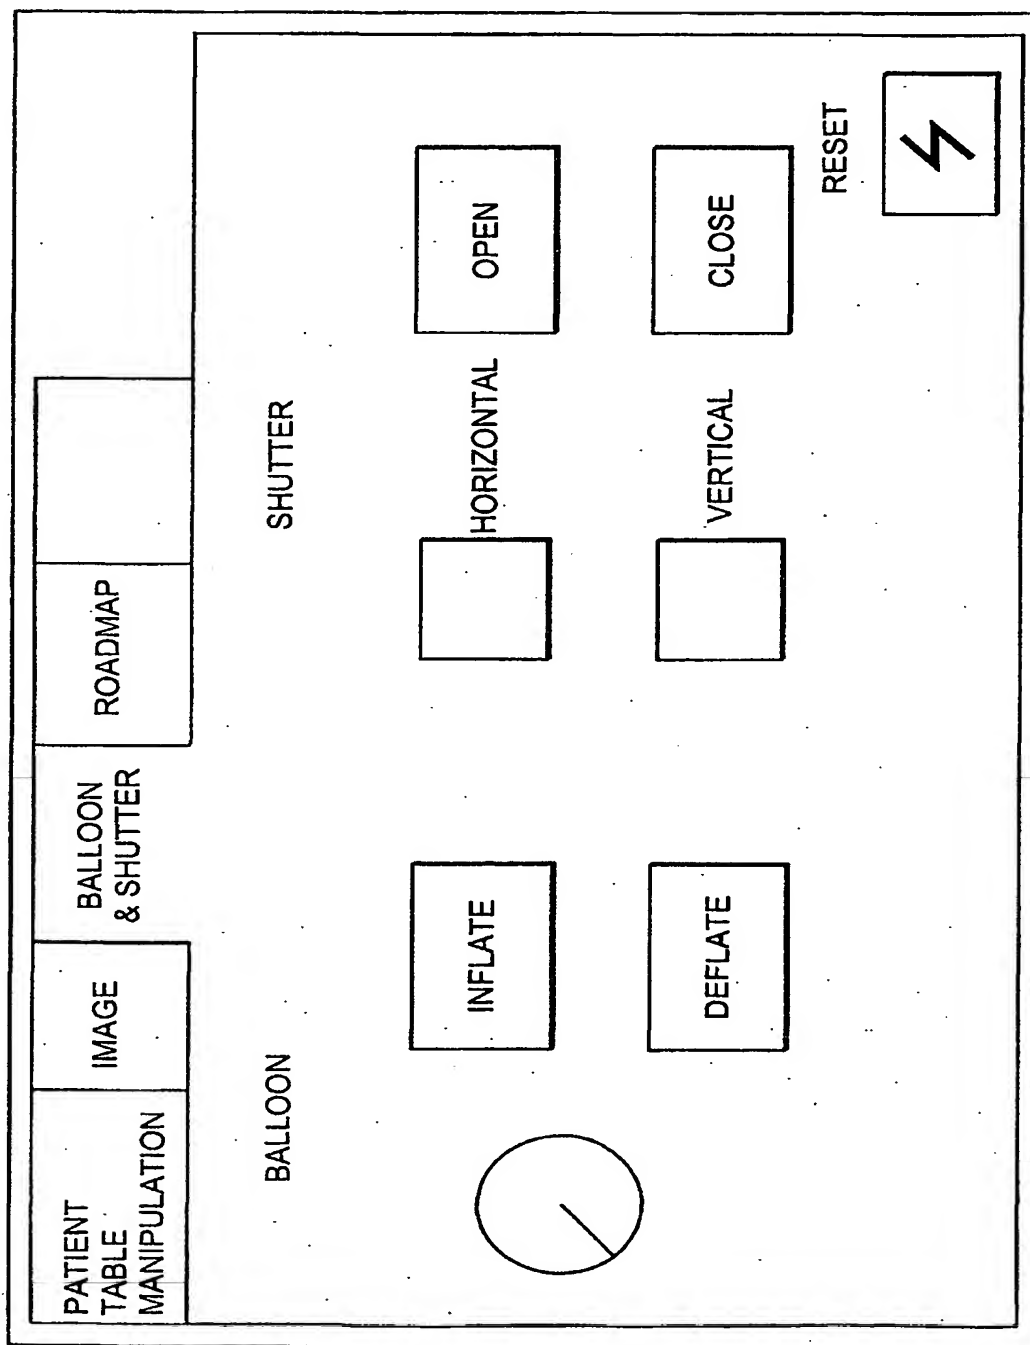 PATIENT
TABLE
MANIPULATION
IMAGE
BALLOON
& SHUTTER
ROADMAP
BALLOON
SHUTTER
INFLATE
HORIZONTAL
OPEN
DEFLATE
VERTICAL
CLOSE
RESET